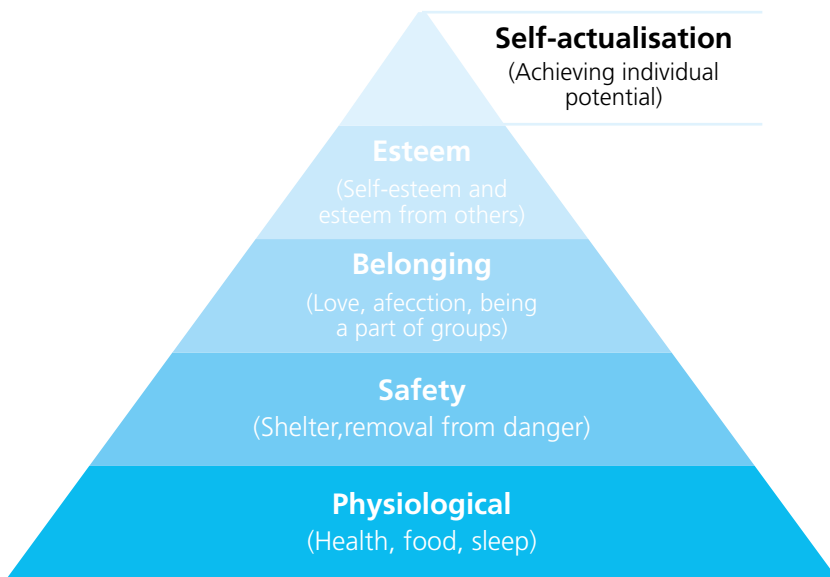 Self-actualisation
(Achieving individual
potential)
Esteem
(Self-esteem and
esteem from others)
Belonging
(Love, afecction, being
a part of groups)
Safety
(Shelter,removal from danger)
Physiological
(Health, food, sleep)